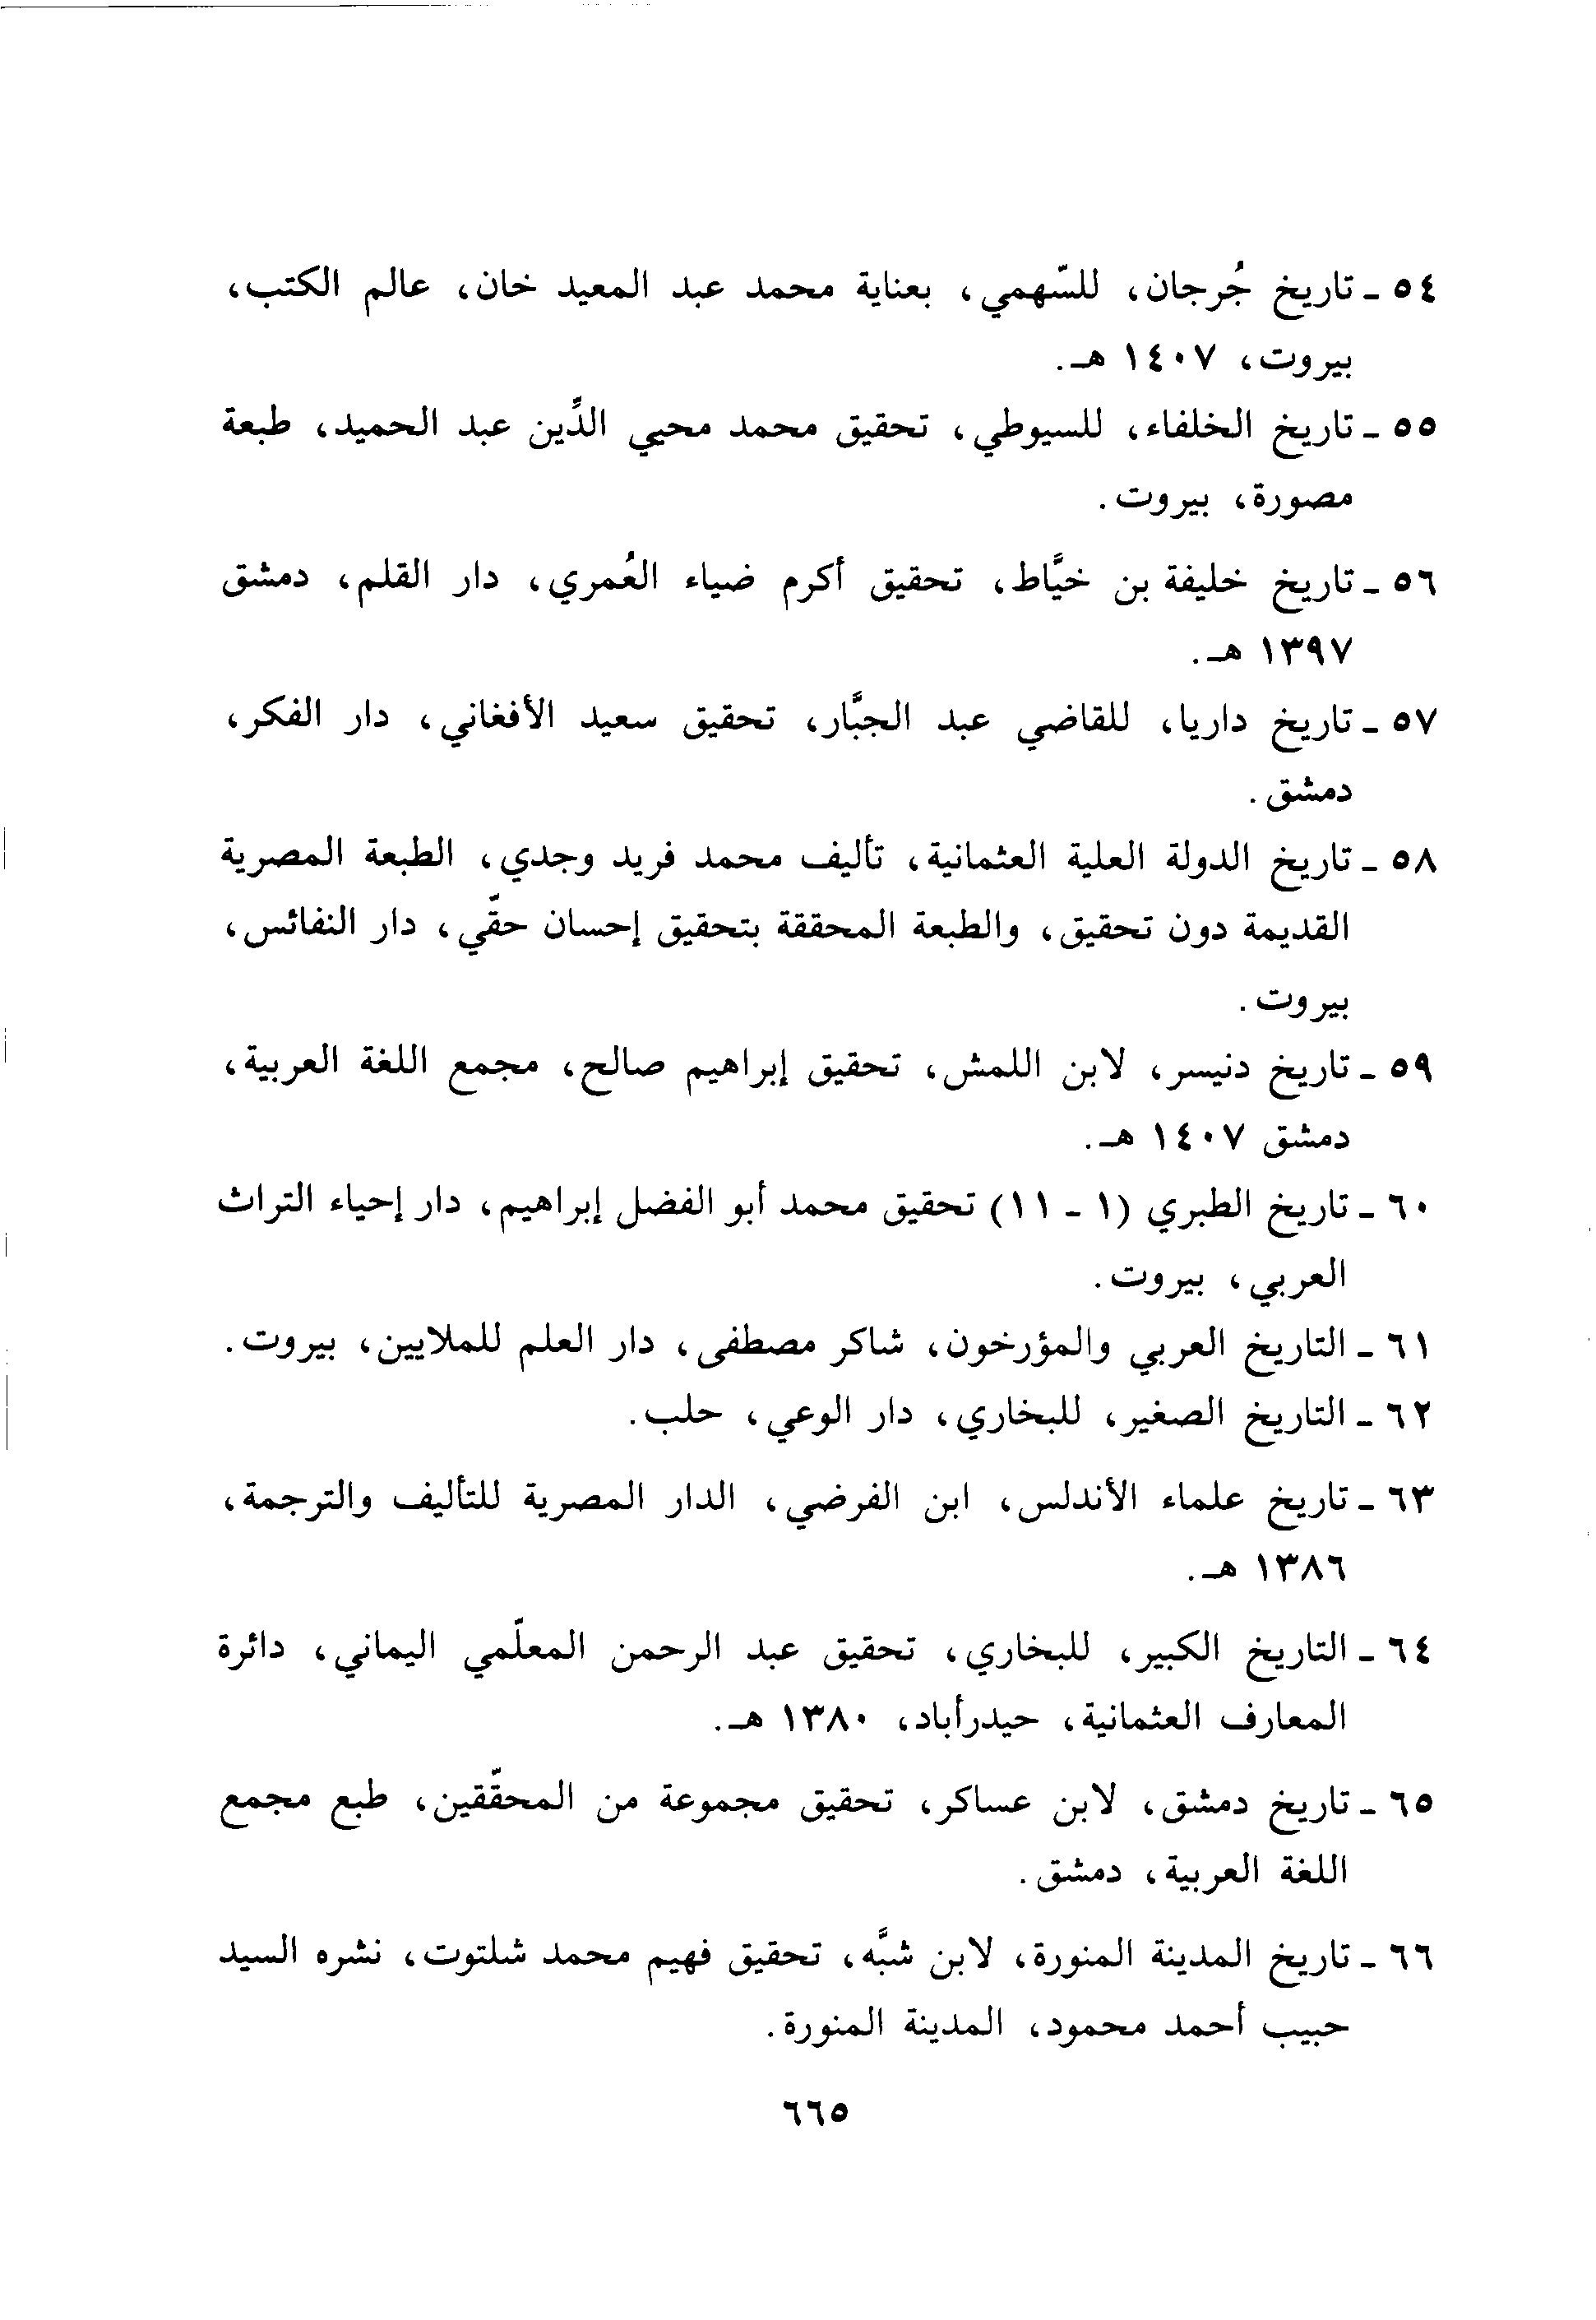 ٥٤ - تاريخ جُرجان، للسّهمي، بعناية محمد عبد المعيد خان، عالم الكتب،
بيروت، ١٤٠٧ هـ.
٥٥ - تاريخ الخلفاء، للسيوطي، تحقيق محمد محيي الدِّين عبد الحميد، طبعة
مصورة، بيروت.
٥٦ - تاريخ خليفة بن خيَّاط، تحقيق أكرم ضياء العُمري، دار القلم، دمشق
١٣٩٧ هـ.
٥٧ - تاريخ داريا، للقاضي عبد الجبَّار، تحقيق سعيد الأفغاني، دار الفكر،
دمشق.
٥٨ - تاريخ الدولة العلية العثمانية، تأليف محمد فريد وجدي، الطبعة المصرية
القديمة دون تحقيق، والطبعة المحققة بتحقيق إحسان حقّي، دار النفائس،
بيروت.
٥٩ - تاريخ دنيسر، لابن اللمش، تحقيق إبراهيم صالح، مجمع اللغة العربية،
دمشق ١٤٠٧ هـ.
٦٠ - تاريخ الطبري (١ - ١١) تحقيق محمد أبو الفضل إبراهيم، دار إحياء التراث
العربي، بيروت.
٦١ - التاريخ العربي والمؤرخون، شاكر مصطفى، دار العلم للملايين، بيروت.
٦٢ - التاريخ الصغير، للبخاري، دار الوعي، حلب.
٦٣ - تاريخ علماء الأندلس، ابن الفرضي، الدار المصرية للتأليف والترجمة،
١٣٨٦ هـ.
٦٤ - التاريخ الكبير، للبخاري، تحقيق عبد الرحمن المعلّمي اليماني، دائرة
المعارف العثمانية، حيدرأباد، ١٣٨٠ هـ.
٦٥ - تاريخ دمشق، لابن عساكر، تحقيق مجموعة من المحقّقين، طبع مجمع
اللغة العربية، دمشق.
٦٦ - تاريخ المدينة المنورة، لابن شبَّه، تحقيق فهيم محمد شلتوت، نشره السيد
حبيب أحمد محمود، المدينة المنورة.
٦٦٥